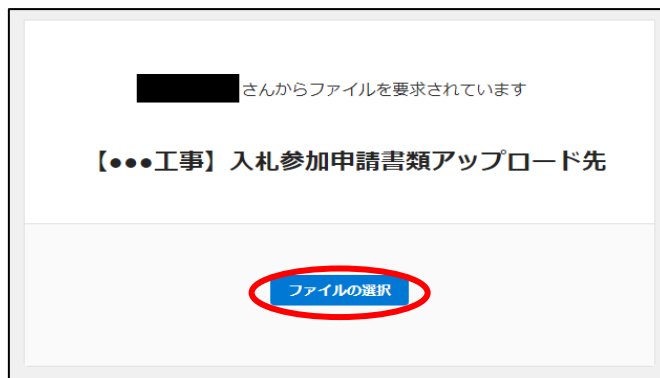 さんからファイルを要求されています
【●●●工事】入札参加申請書類アップロード先
ファイルの選択